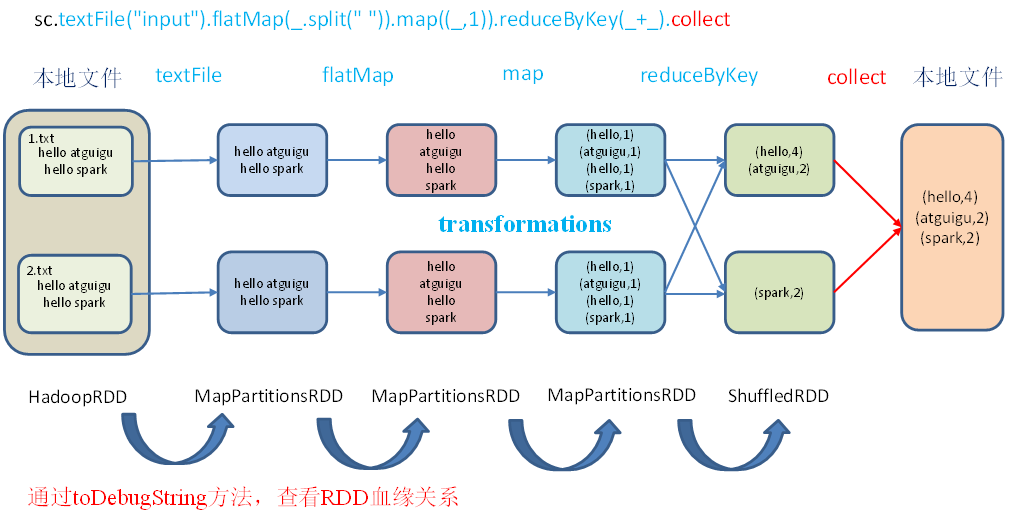 sc.textFile("input").flatMap(_.split(" ")).map((_,1)).reduceByKey(_+_).collect
本地文件 textFile flatMap map reduceByKey collect 本地文件
1.txt
hello atguigu
hello spark
hello atguigu
hello spark
hello
atguigu
hello
spark
(hello,1)
(atguigu,1)
(hello,1)
(spark,1)
(hello,4)
(atguigu,2)
(hello,4)
(atguigu,2)
(spark,2)
transformations
2.txt
hello atguigu
hello spark
hello atguigu
hello spark
hello
atguigu
hello
spark
(hello,1)
(atguigu,1)
(hello,1)
(spark,1)
(spark,2)
HadoopRDD MapPartitionsRDD MapPartitionsRDD MapPartitionsRDD ShuffledRDD
通过toDebugString方法，查看RDD血缘关系